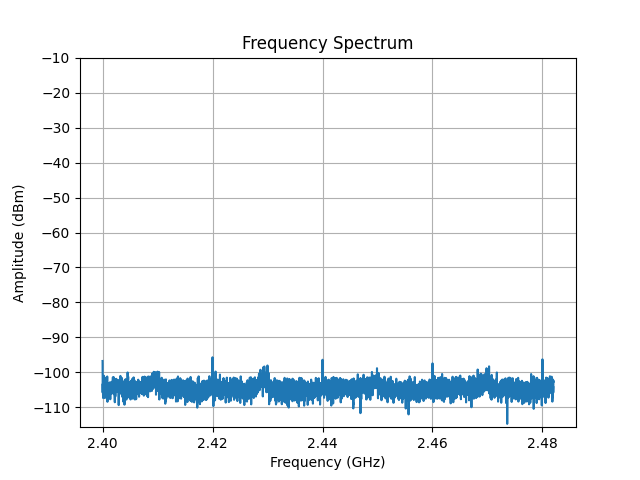 Frequency Spectrum
−10
−20
−30
−40
−50
−60
−70
−80
−90
−100
−110
Amplitude (dBm)
2.40 2.42 2.44 2.46 2.48
Frequency (GHz)